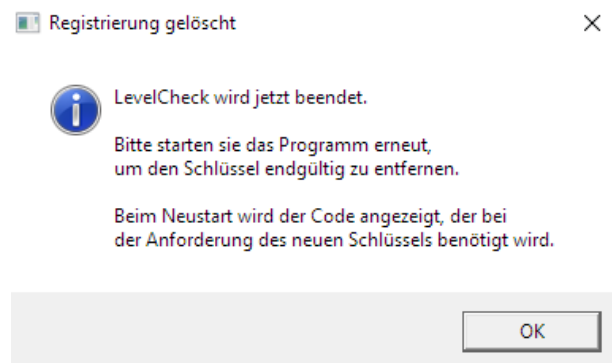 Registrierung gelöscht
LevelCheck wird jetzt beendet.
Bitte starten sie das Programm erneut,
um den Schlüssel endgültig zu entfernen.
Beim Neustart wird der Code angezeigt, der bei
der Anforderung des neuen Schlüssels benötigt wird.
OK